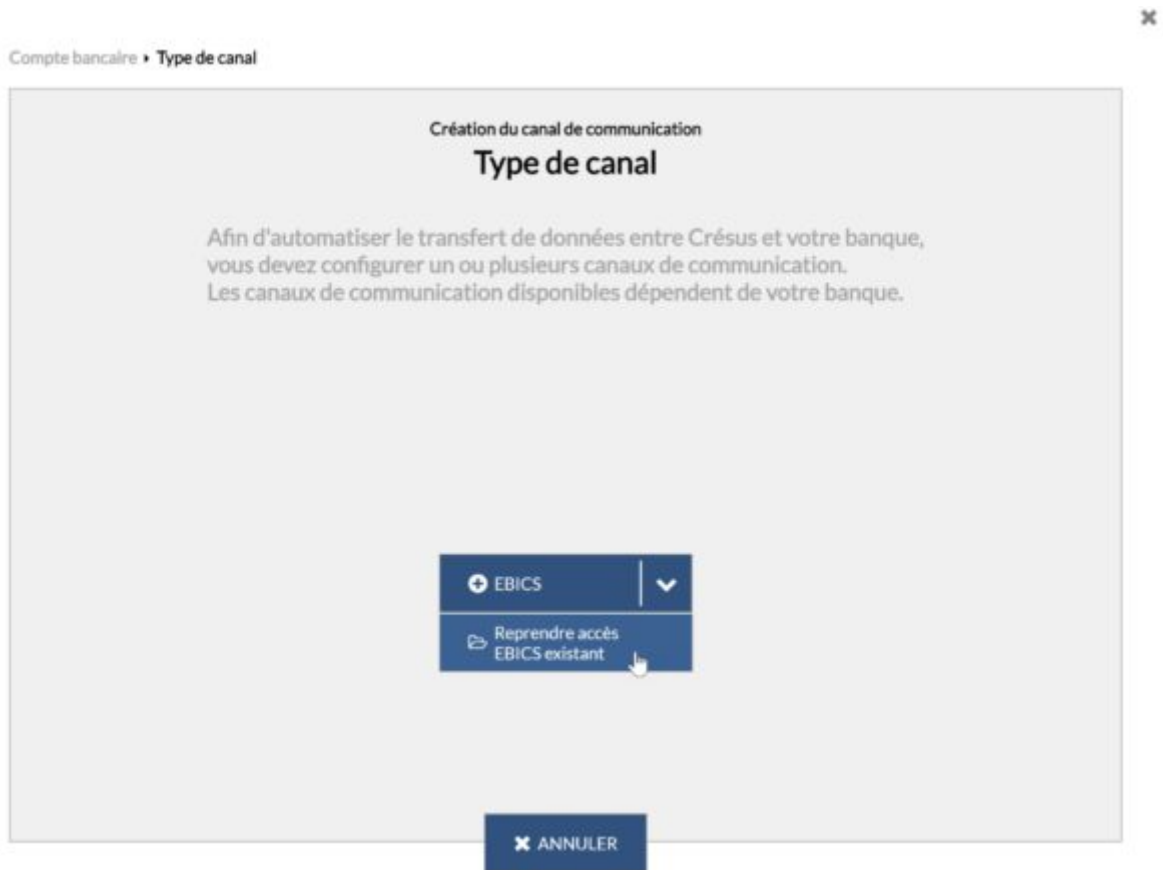 Compte bancaire ▸ Type de canal
Création du canal de communication
Type de canal
Afin d'automatiser le transfert de données entre Crésus et votre banque,
vous devez configurer un ou plusieurs canaux de communication.
Les canaux de communication disponibles dépendent de votre banque.
EBICS
Reprendre accès
EBICS existant
ANNULER